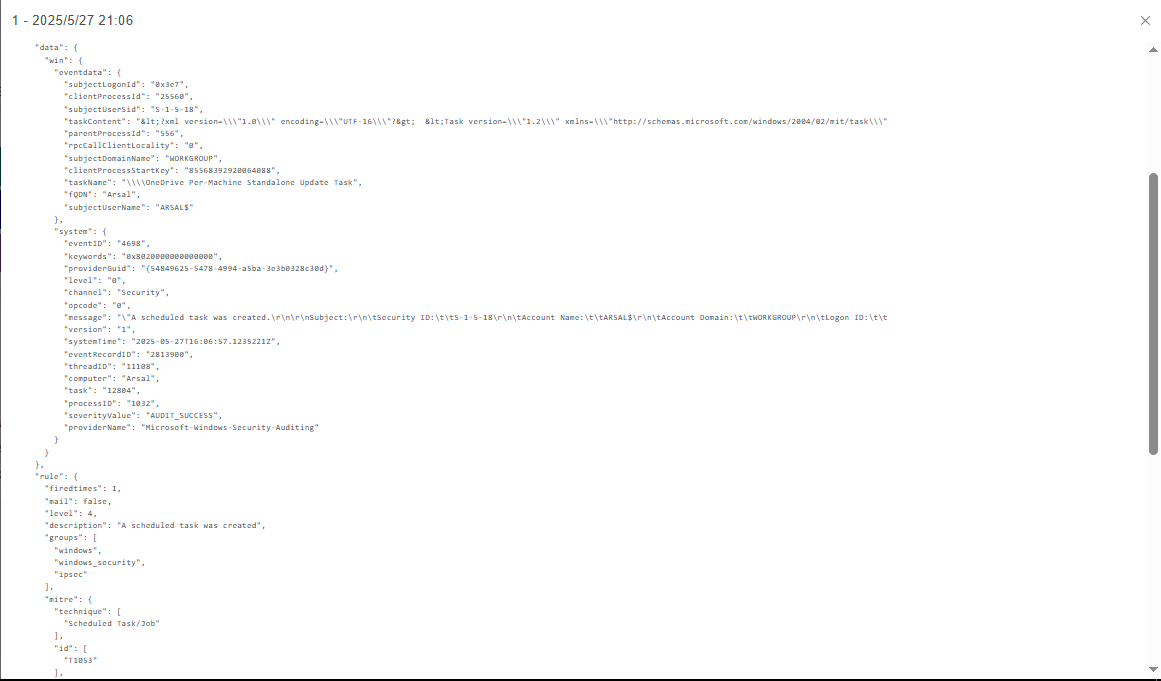 1 - 2025/5/27 21:06
"data": {
"win": {
"eventdata": {
"subjectLogonId": "0x3e7",
"clientProcessId": "25560",
"subjectUserSid": "S-1-5-18",
"taskContent": "&lt;?xml version=\\\"1.0\\\" encoding=\\\"UTF-16\\\"?&gt;  &lt;Task version=\\\"1.2\\\" xmlns=\\\"http://schemas.microsoft.com/windows/2004/02/mit/task\\\"
"parentProcessId": "556",
"rpcCallClientLocality": "0",
"subjectDomainName": "WORKGROUP",
"clientProcessStartKey": "85568392920064088",
"taskName": "\\\\OneDrive Per-Machine Standalone Update Task",
"fQDN": "Arsal",
"subjectUserName": "ARSAL$"
},
"system": {
"eventID": "4698",
"keywords": "0x8020000000000000",
"providerGuid": "{54849625-5478-4994-a5ba-3e3b0328c30d}",
"level": "0",
"channel": "Security",
"opcode": "0",
"message": "\"A scheduled task was created.\r\n\r\nSubject:\r\n\tSecurity ID:\t\tS-1-5-18\r\n\tAccount Name:\t\tARSAL$\r\n\tAccount Domain:\t\tWORKGROUP\r\n\tLogon ID:\t\t
"version": "1",
"systemTime": "2025-05-27T16:06:57.1235221Z",
"eventRecordID": "2813900",
"threadID": "11108",
"computer": "Arsal",
"task": "12804",
"processID": "1032",
"severityValue": "AUDIT_SUCCESS",
"providerName": "Microsoft-Windows-Security-Auditing"
}
}
},
"rule": {
"firedtimes": 1,
"mail": false,
"level": 4,
"description": "A scheduled task was created",
"groups": [
"windows",
"windows_security",
"ipsec"
],
"mitre": {
"technique": [
"Scheduled Task/Job"
],
"id": [
"T1053"
],